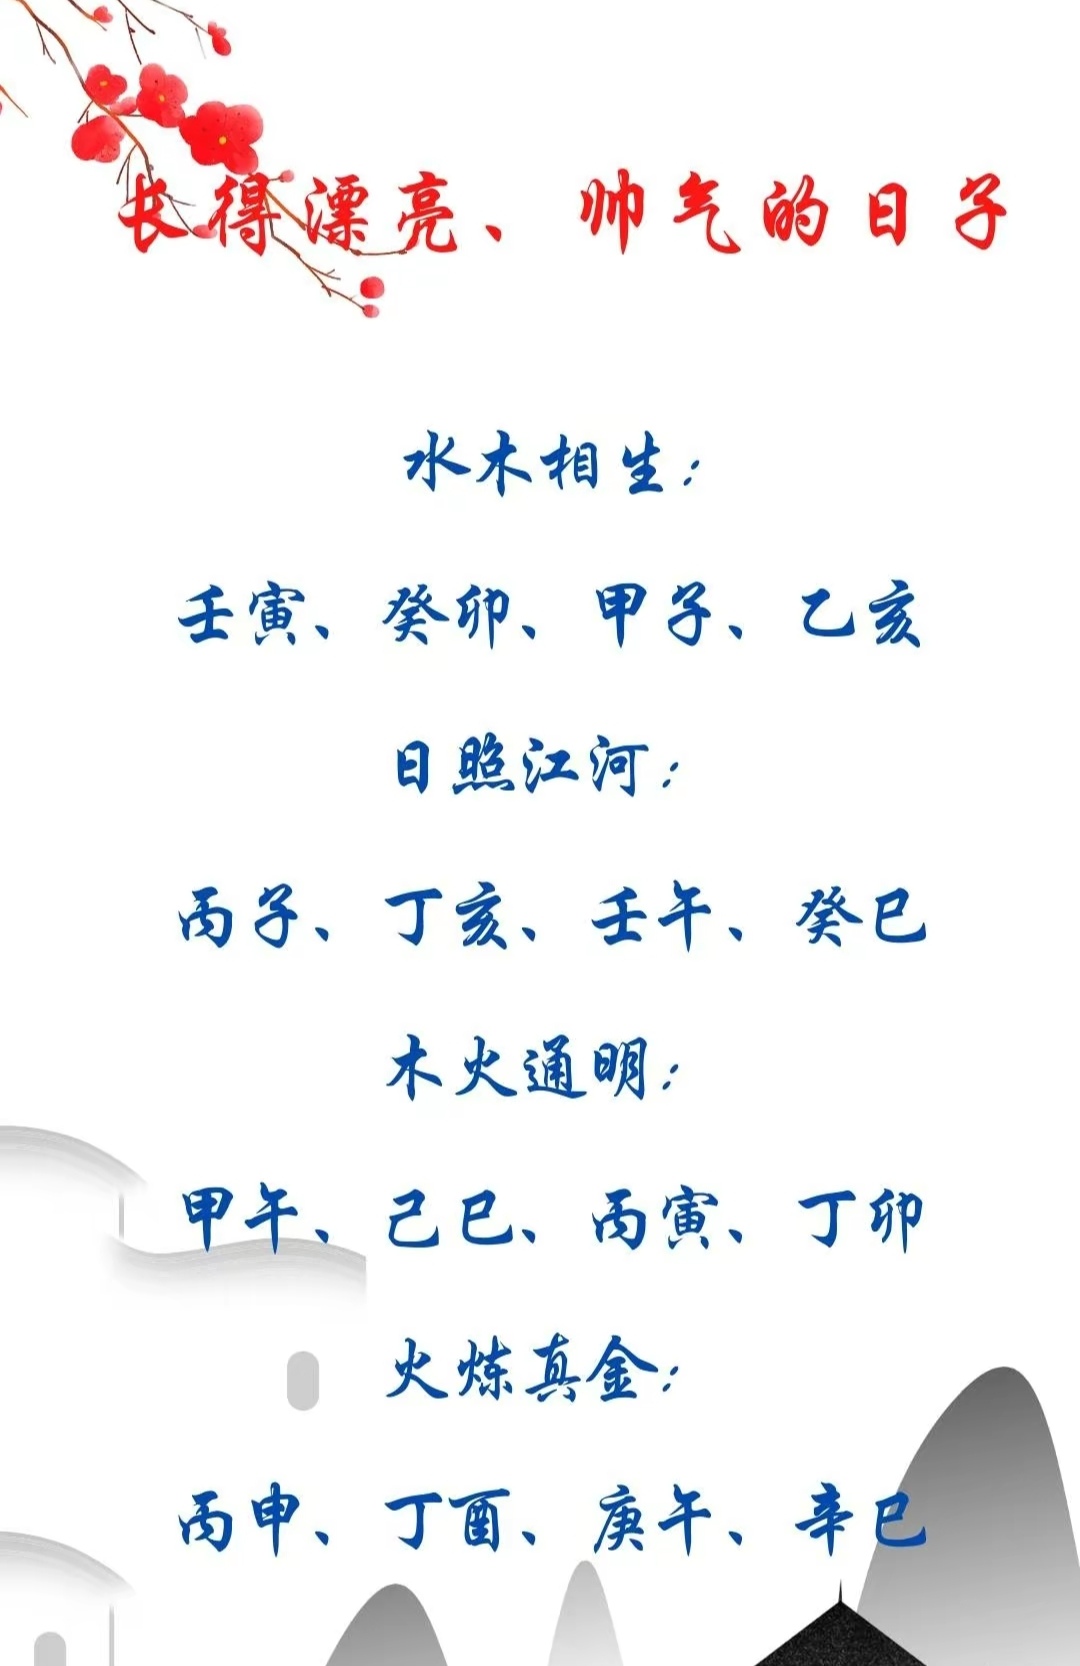 长得漂亮、帅气的日子
水木相生：
壬寅、癸卯、甲子、乙亥
日照江河：
丙子、丁亥、壬午、癸巳
木火通明：
甲午、己巳、丙寅、丁卯
火炼真金：
丙申、丁酉、庚午、辛巳